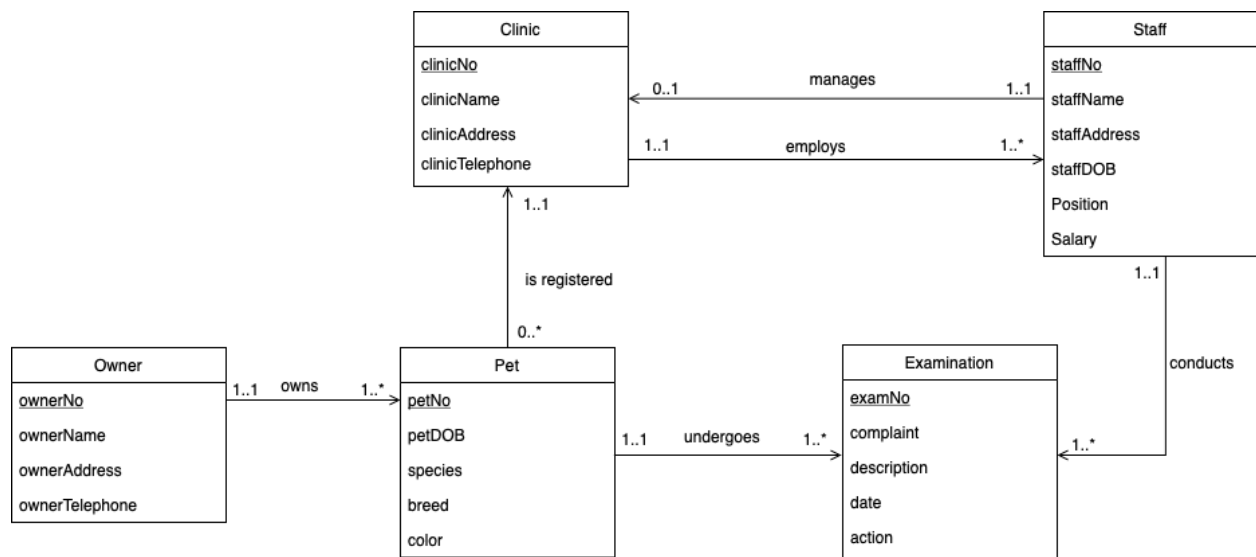 Clinic
clinicNo
clinicName
clinicAddress
clinicTelephone
Staff
staffNo
staffName
staffAddress
staffDOB
Position
Salary
manages
0..1
1..1
1..1
employs
1..*
1..1
is registered
0..*
1..1
conducts
1..*
Owner
ownerNo
ownerName
ownerAddress
ownerTelephone
owns
1..1
1..*
Pet
petNo
petDOB
species
breed
color
1..1
undergoes
1..*
Examination
examNo
complaint
description
date
action